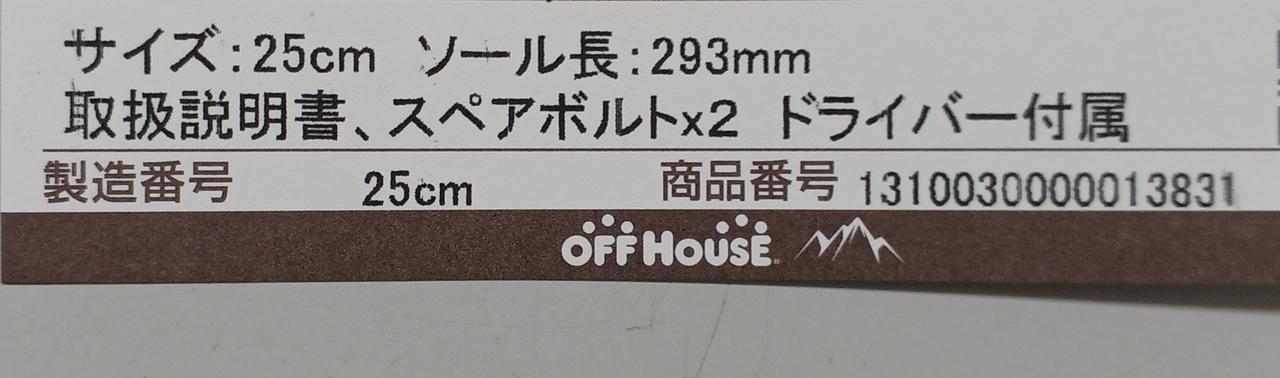 サイズ:25cm ソール長:293mm
取扱説明書、スペアボルトx2 ドライバー付属
製造番号 25cm 商品番号 1310030000013831
OFF HOUSE